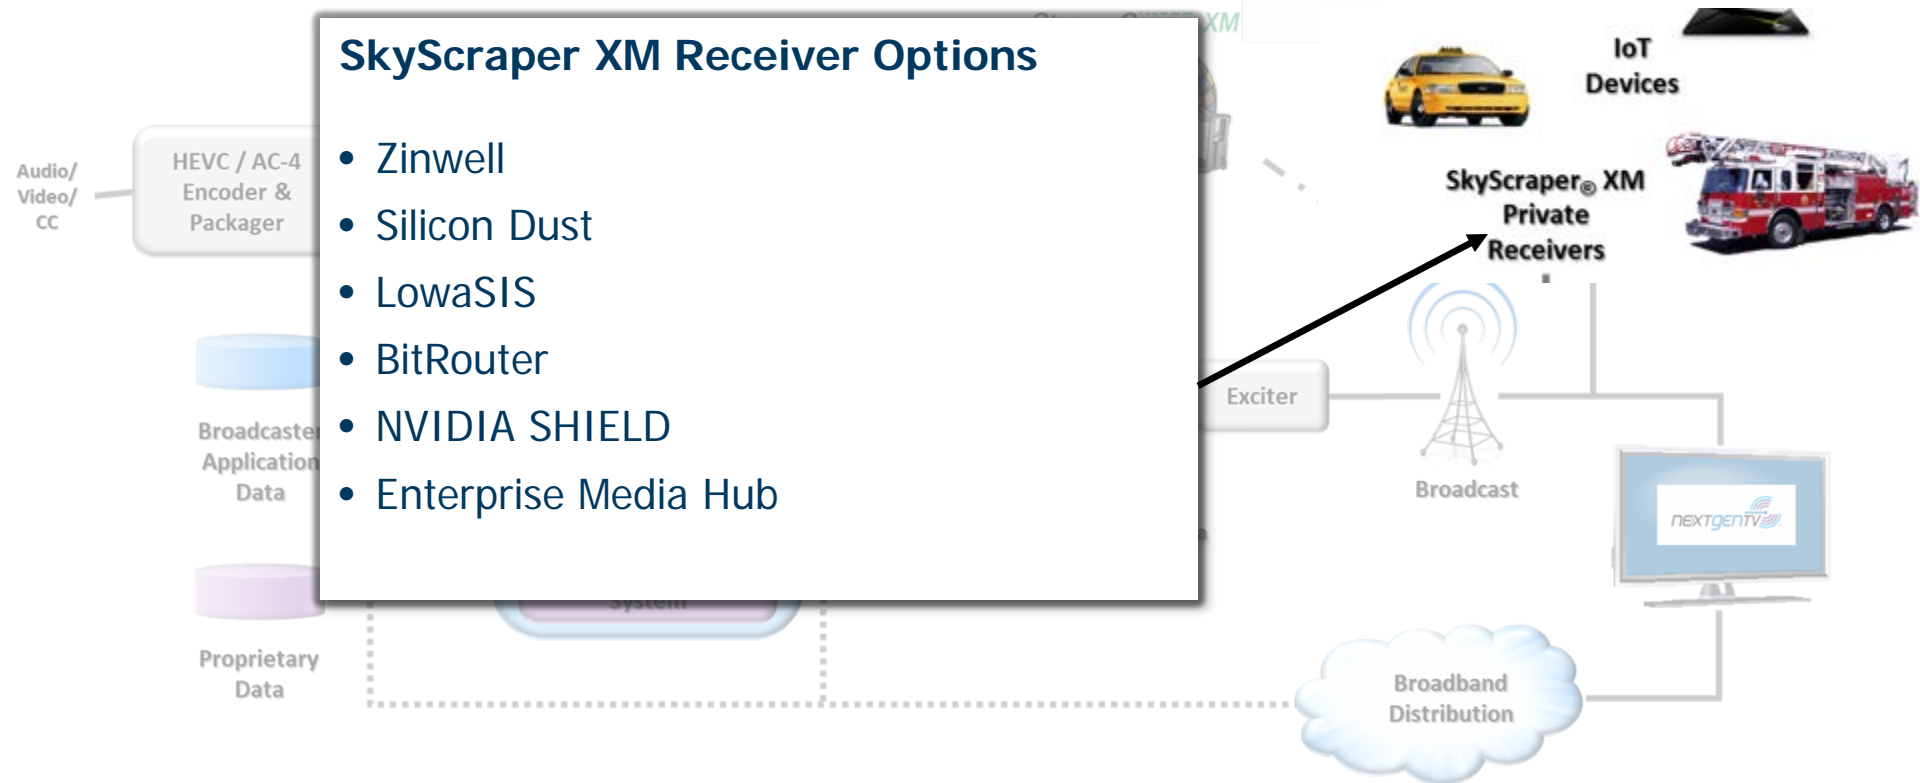 XM
SkyScraper XM Receiver Options
• Zinwell
• Silicon Dust
• LowaSIS
• BitRouter
• NVIDIA SHIELD
• Enterprise Media Hub
Audio/
Video/
CC
HEVC / AC-4
Encoder &
Packager
Broadcaster
Application
Data
Proprietary
Data
System
IoT
Devices
SkyScraper® XM
Private
Receivers
Exciter
Broadcast
NEXTGENTV
Broadband
Distribution